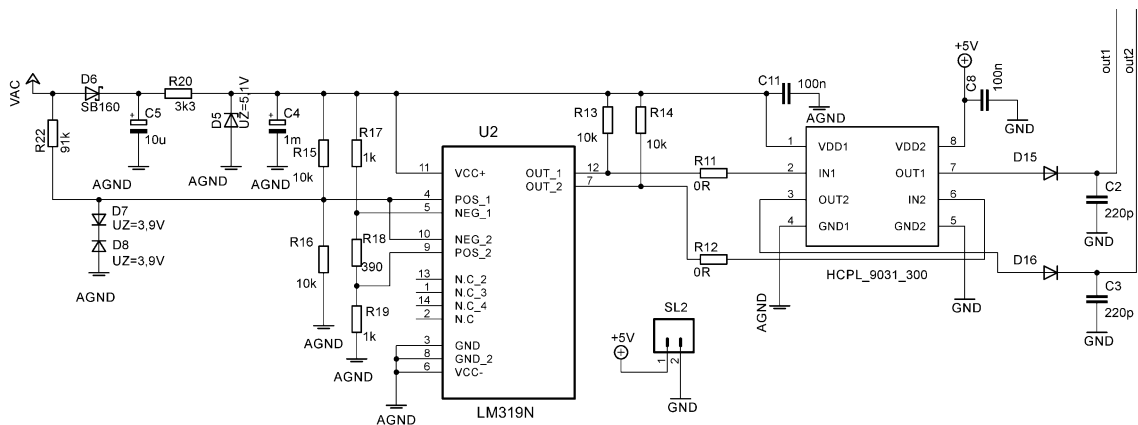 VAC
D6
SB160
R20
3k3
R22
91k
+
C5
10u
D5
UZ=5,1V
+
C4
1m
AGND
AGND
AGND
D7
UZ=3,9V
D8
UZ=3,9V
AGND
R15
10k
R16
10k
AGND
R17
1k
R18
390
R19
1k
AGND
U2
11 VCC+
4 POS_1
5 NEG_1
10 NEG_2
9 POS_2
13 N.C_2
1 N.C_3
14 N.C_4
2 N.C
3 GND
8 GND_2
6 VCC-
OUT_1 12
OUT_2 7
LM319N
AGND
R13
10k
R14
10k
R11
0R
R12
0R
C11
100n
AGND
+5V
C8
100n
GND
1 VDD1
2 IN1
3 OUT2
4 GND1
VDD2 8
OUT1 7
IN2 6
GND2 5
HCPL_9031_300
AGND
GND
SL2
+5V
1
2
GND
D15
D16
C2
220p
GND
C3
220p
GND
out1
out2